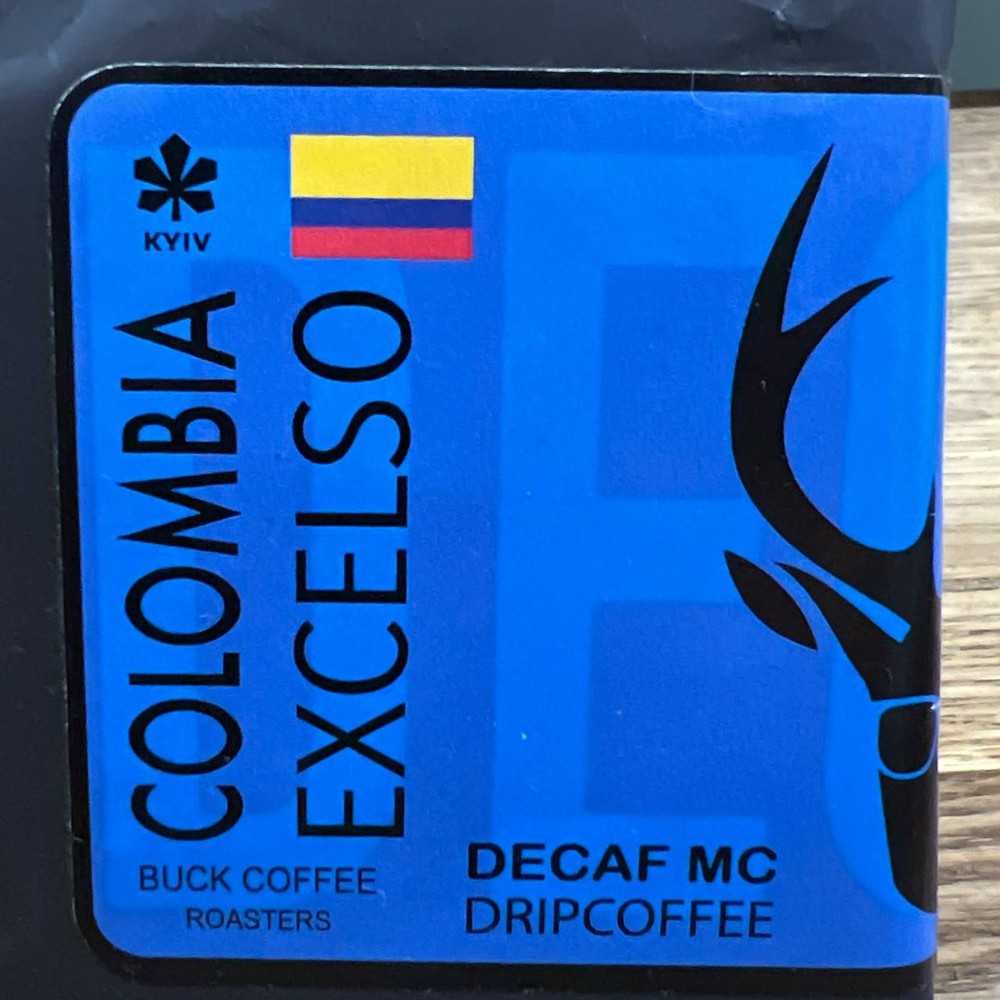 KYIV
COLOMBIA
EXCELSO
BUCK COFFEE
ROASTERS
DECAF MC
DRIPCOFFEE